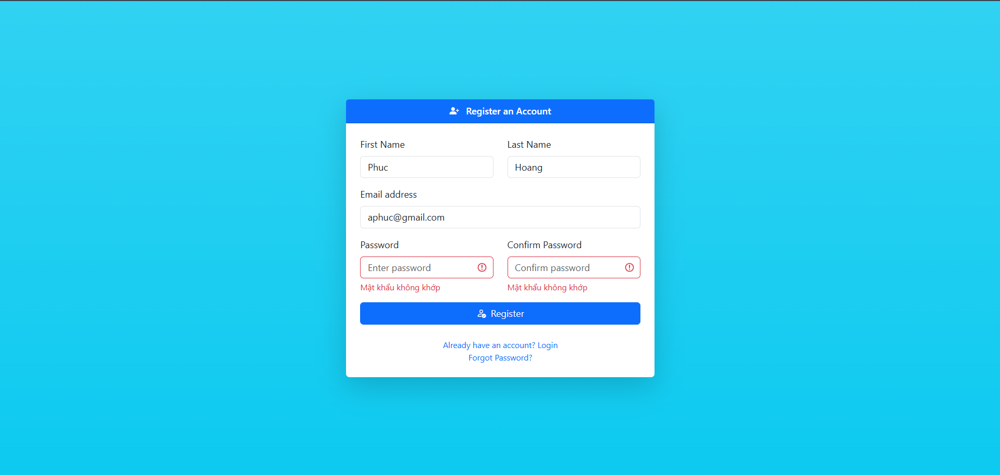 Register an Account
First Name
Last Name
Phuc
Hoang
Email address
aphuc@gmail.com
Password
Confirm Password
Enter password
Confirm password
Mật khẩu không khớp
Mật khẩu không khớp
Register
Already have an account? Login
Forgot Password?